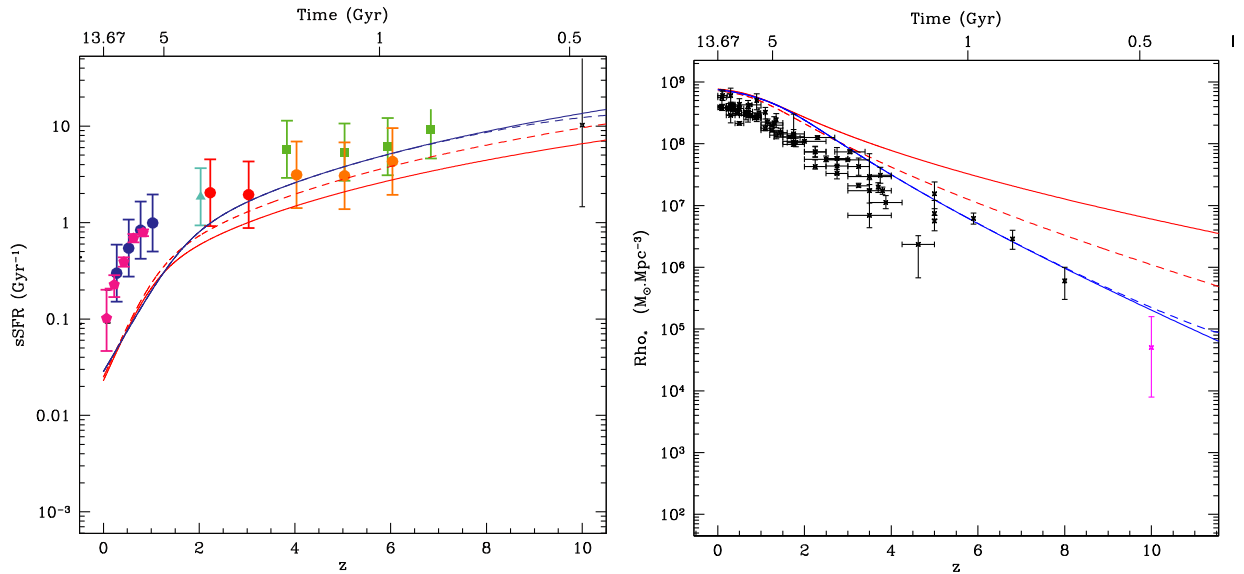 Time (Gyr)
13.67 5 1 0.5
10
1
0.1
0.01
10⁻³
sSFR (Gyr⁻¹)
0 2 4 6 8 10
z
Time (Gyr)
13.67 5 1 0.5
10⁹
10⁸
10⁷
10⁶
10⁵
10⁴
10³
10²
Rho* (M⊙.Mpc⁻³)
0 2 4 6 8 10
z